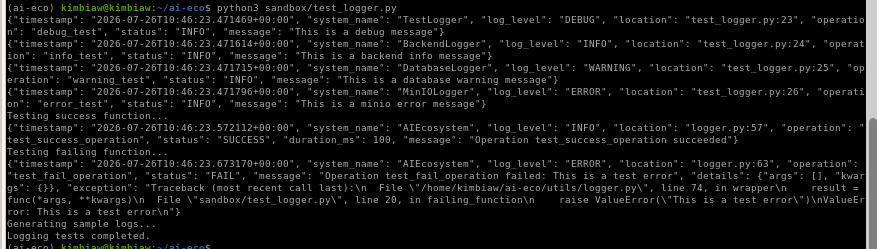 (ai-eco) kimbiaw@kimbiaw:~/ai-eco$ python3 sandbox/test_logger.py
{"timestamp": "2026-07-26T10:46:23.471469+00:00", "system_name": "TestLogger", "log_level": "DEBUG", "location": "test_logger.py:23", "operatio
n": "debug_test", "status": "INFO", "message": "This is a debug message"}
{"timestamp": "2026-07-26T10:46:23.471614+00:00", "system_name": "BackendLogger", "log_level": "INFO", "location": "test_logger.py:24", "operat
ion": "info_test", "status": "INFO", "message": "This is a backend info message"}
{"timestamp": "2026-07-26T10:46:23.471715+00:00", "system_name": "DatabaseLogger", "log_level": "WARNING", "location": "test_logger.py:25", "op
eration": "warning_test", "status": "INFO", "message": "This is a database warning message"}
{"timestamp": "2026-07-26T10:46:23.471796+00:00", "system_name": "MinIOLogger", "log_level": "ERROR", "location": "test_logger.py:26", "operati
on": "error_test", "status": "INFO", "message": "This is a minio error message"}
Testing success function...
{"timestamp": "2026-07-26T10:46:23.572112+00:00", "system_name": "AIEcosystem", "log_level": "INFO", "location": "logger.py:57", "operation": "
test_success_operation", "status": "SUCCESS", "duration_ms": 100, "message": "Operation test_success_operation succeeded"}
Testing failing function...
{"timestamp": "2026-07-26T10:46:23.673170+00:00", "system_name": "AIEcosystem", "log_level": "ERROR", "location": "logger.py:63", "operation":
"test_fail_operation", "status": "FAIL", "message": "Operation test_fail_operation failed: This is a test error", "details": {"args": [], "kwar
gs": {}}, "exception": "Traceback (most recent call last):\n  File \"/home/kimbiaw/ai-eco/utils/logger.py\", line 74, in wrapper\n    result =
func(*args, **kwargs)\n  File \"sandbox/test_logger.py\", line 20, in failing_function\n    raise ValueError(\"This is a test error\")\nValueEr
ror: This is a test error\n"}
Generating sample logs...
Logging tests completed.
(ai-eco) kimbiaw@kimbiaw:~/ai-eco$